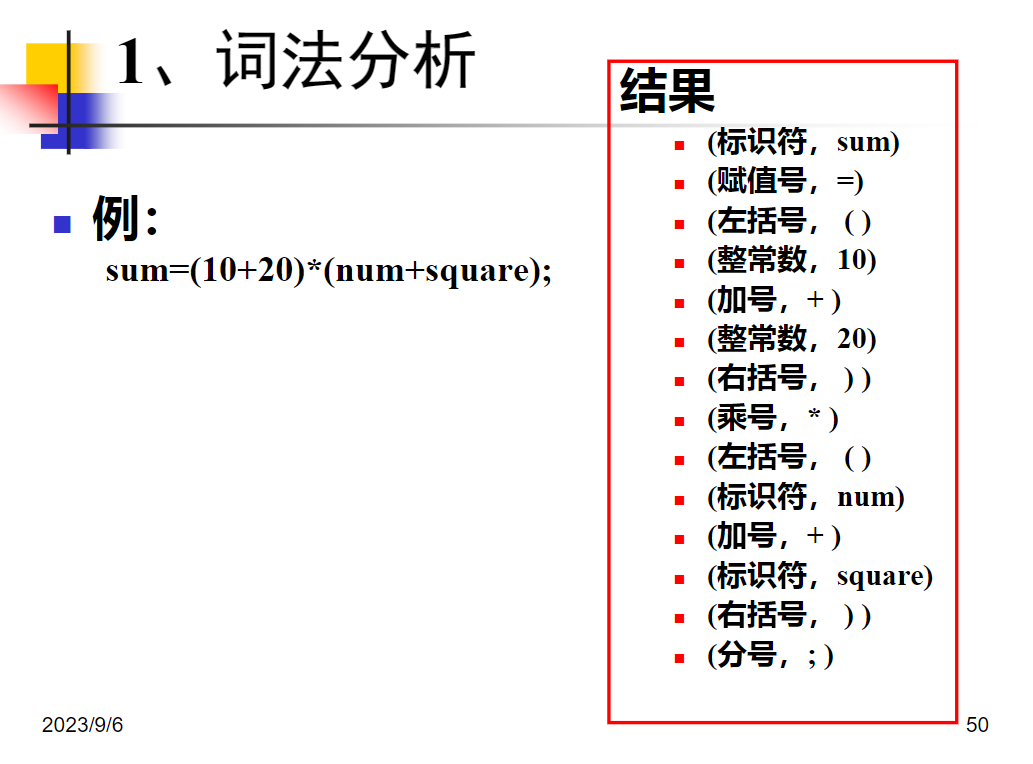 1、词法分析
例：
sum=(10+20)*(num+square);
结果
(标识符，sum)
(赋值号，=)
(左括号， ( )
(整常数，10)
(加号，+ )
(整常数，20)
(右括号， ) )
(乘号，* )
(左括号， ( )
(标识符，num)
(加号，+ )
(标识符，square)
(右括号， ) )
(分号，; )
2023/9/6
50